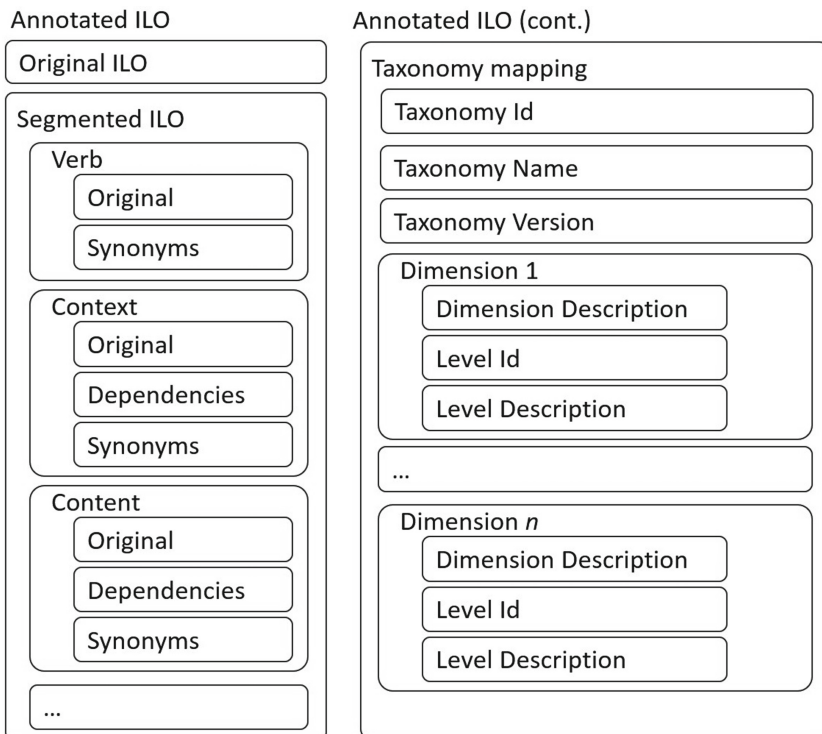 Annotated ILO
Original ILO
Segmented ILO
Verb
Original
Synonyms
Context
Original
Dependencies
Synonyms
Content
Original
Dependencies
Synonyms
...
Annotated ILO (cont.)
Taxonomy mapping
Taxonomy Id
Taxonomy Name
Taxonomy Version
Dimension 1
Dimension Description
Level Id
Level Description
...
Dimension n
Dimension Description
Level Id
Level Description